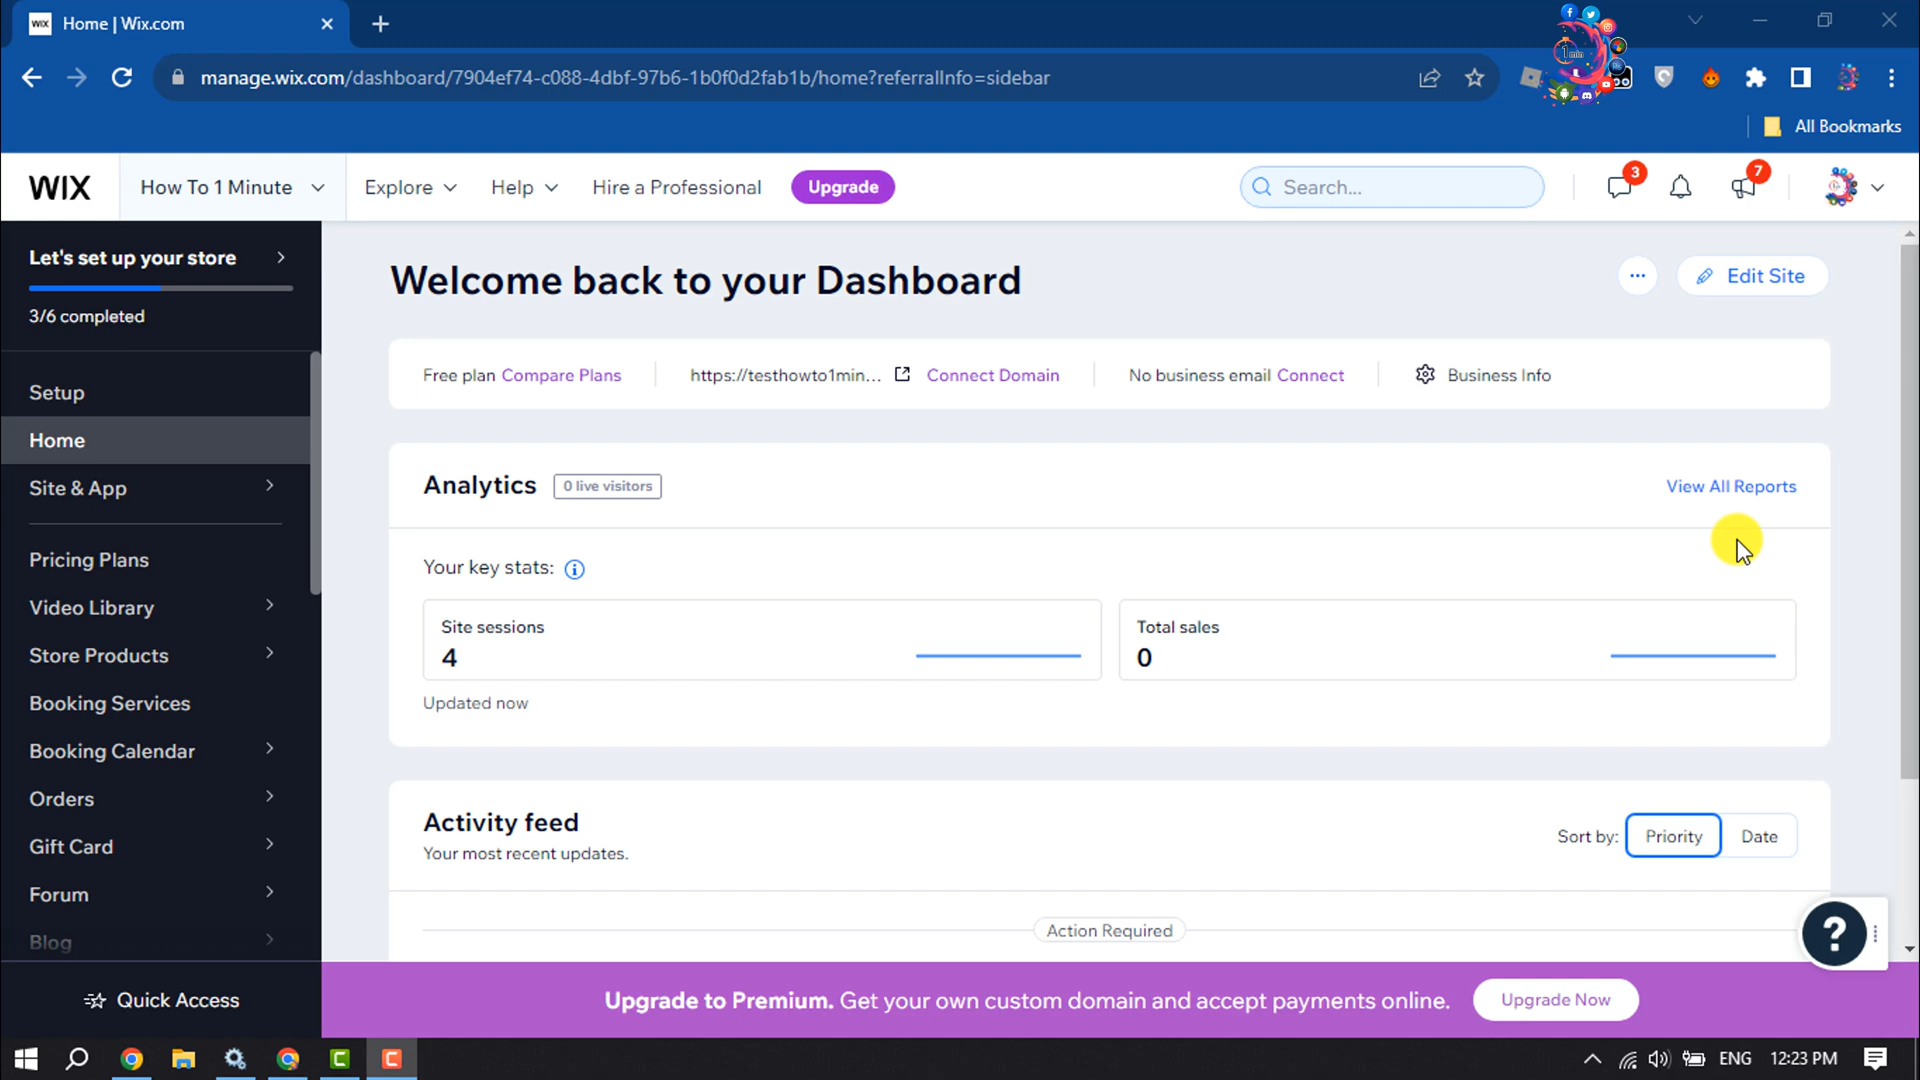 WIX Home | Wix.com
manage.wix.com/dashboard/7904ef74-c088-4dbf-97b6-1b0f0d2fab1b/home?referralInfo=sidebar
All Bookmarks
WIX How To 1 Minute Explore Help Hire a Professional Upgrade Search... 3 7
Let's set up your store
3/6 completed
Setup
Home
Site & App
Pricing Plans
Video Library
Store Products
Booking Services
Booking Calendar
Orders
Gift Card
Forum
Blog
Quick Access
Welcome back to your Dashboard
Edit Site
Free plan Compare Plans https://testhowto1min... Connect Domain No business email Connect Business Info
Analytics 0 live visitors View All Reports
Your key stats:
Site sessions
4
Total sales
0
Updated now
Activity feed
Your most recent updates.
Sort by: Priority Date
Action Required
?
Upgrade to Premium. Get your own custom domain and accept payments online. Upgrade Now
ENG 12:23 PM